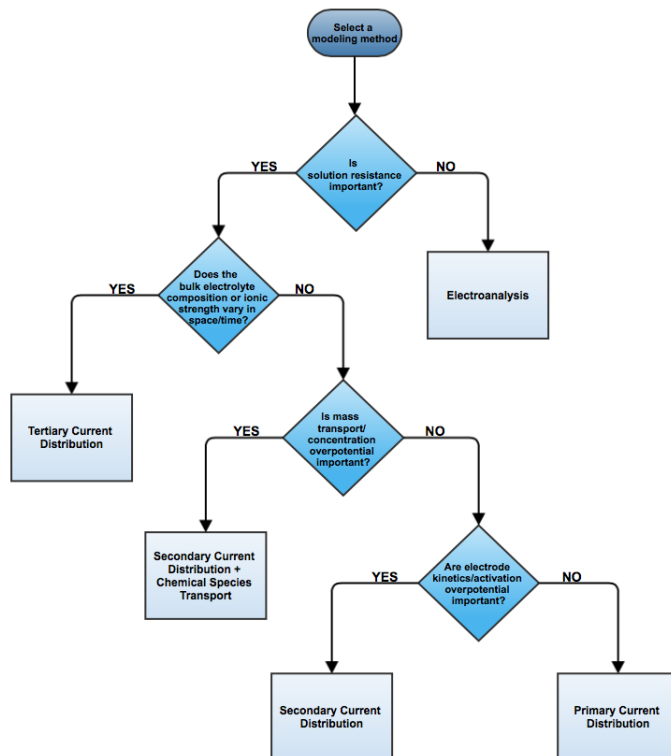 Select a
modeling method
Is
solution resistance
important?
YES
NO
Does the
bulk electrolyte
composition or ionic
strength vary in
space/time?
YES
NO
Electroanalysis
Tertiary Current
Distribution
Is mass
transport/
concentration
overpotential
important?
YES
NO
Secondary Current
Distribution +
Chemical Species
Transport
Are electrode
kinetics/activation
overpotential
important?
YES
NO
Secondary Current
Distribution
Primary Current
Distribution